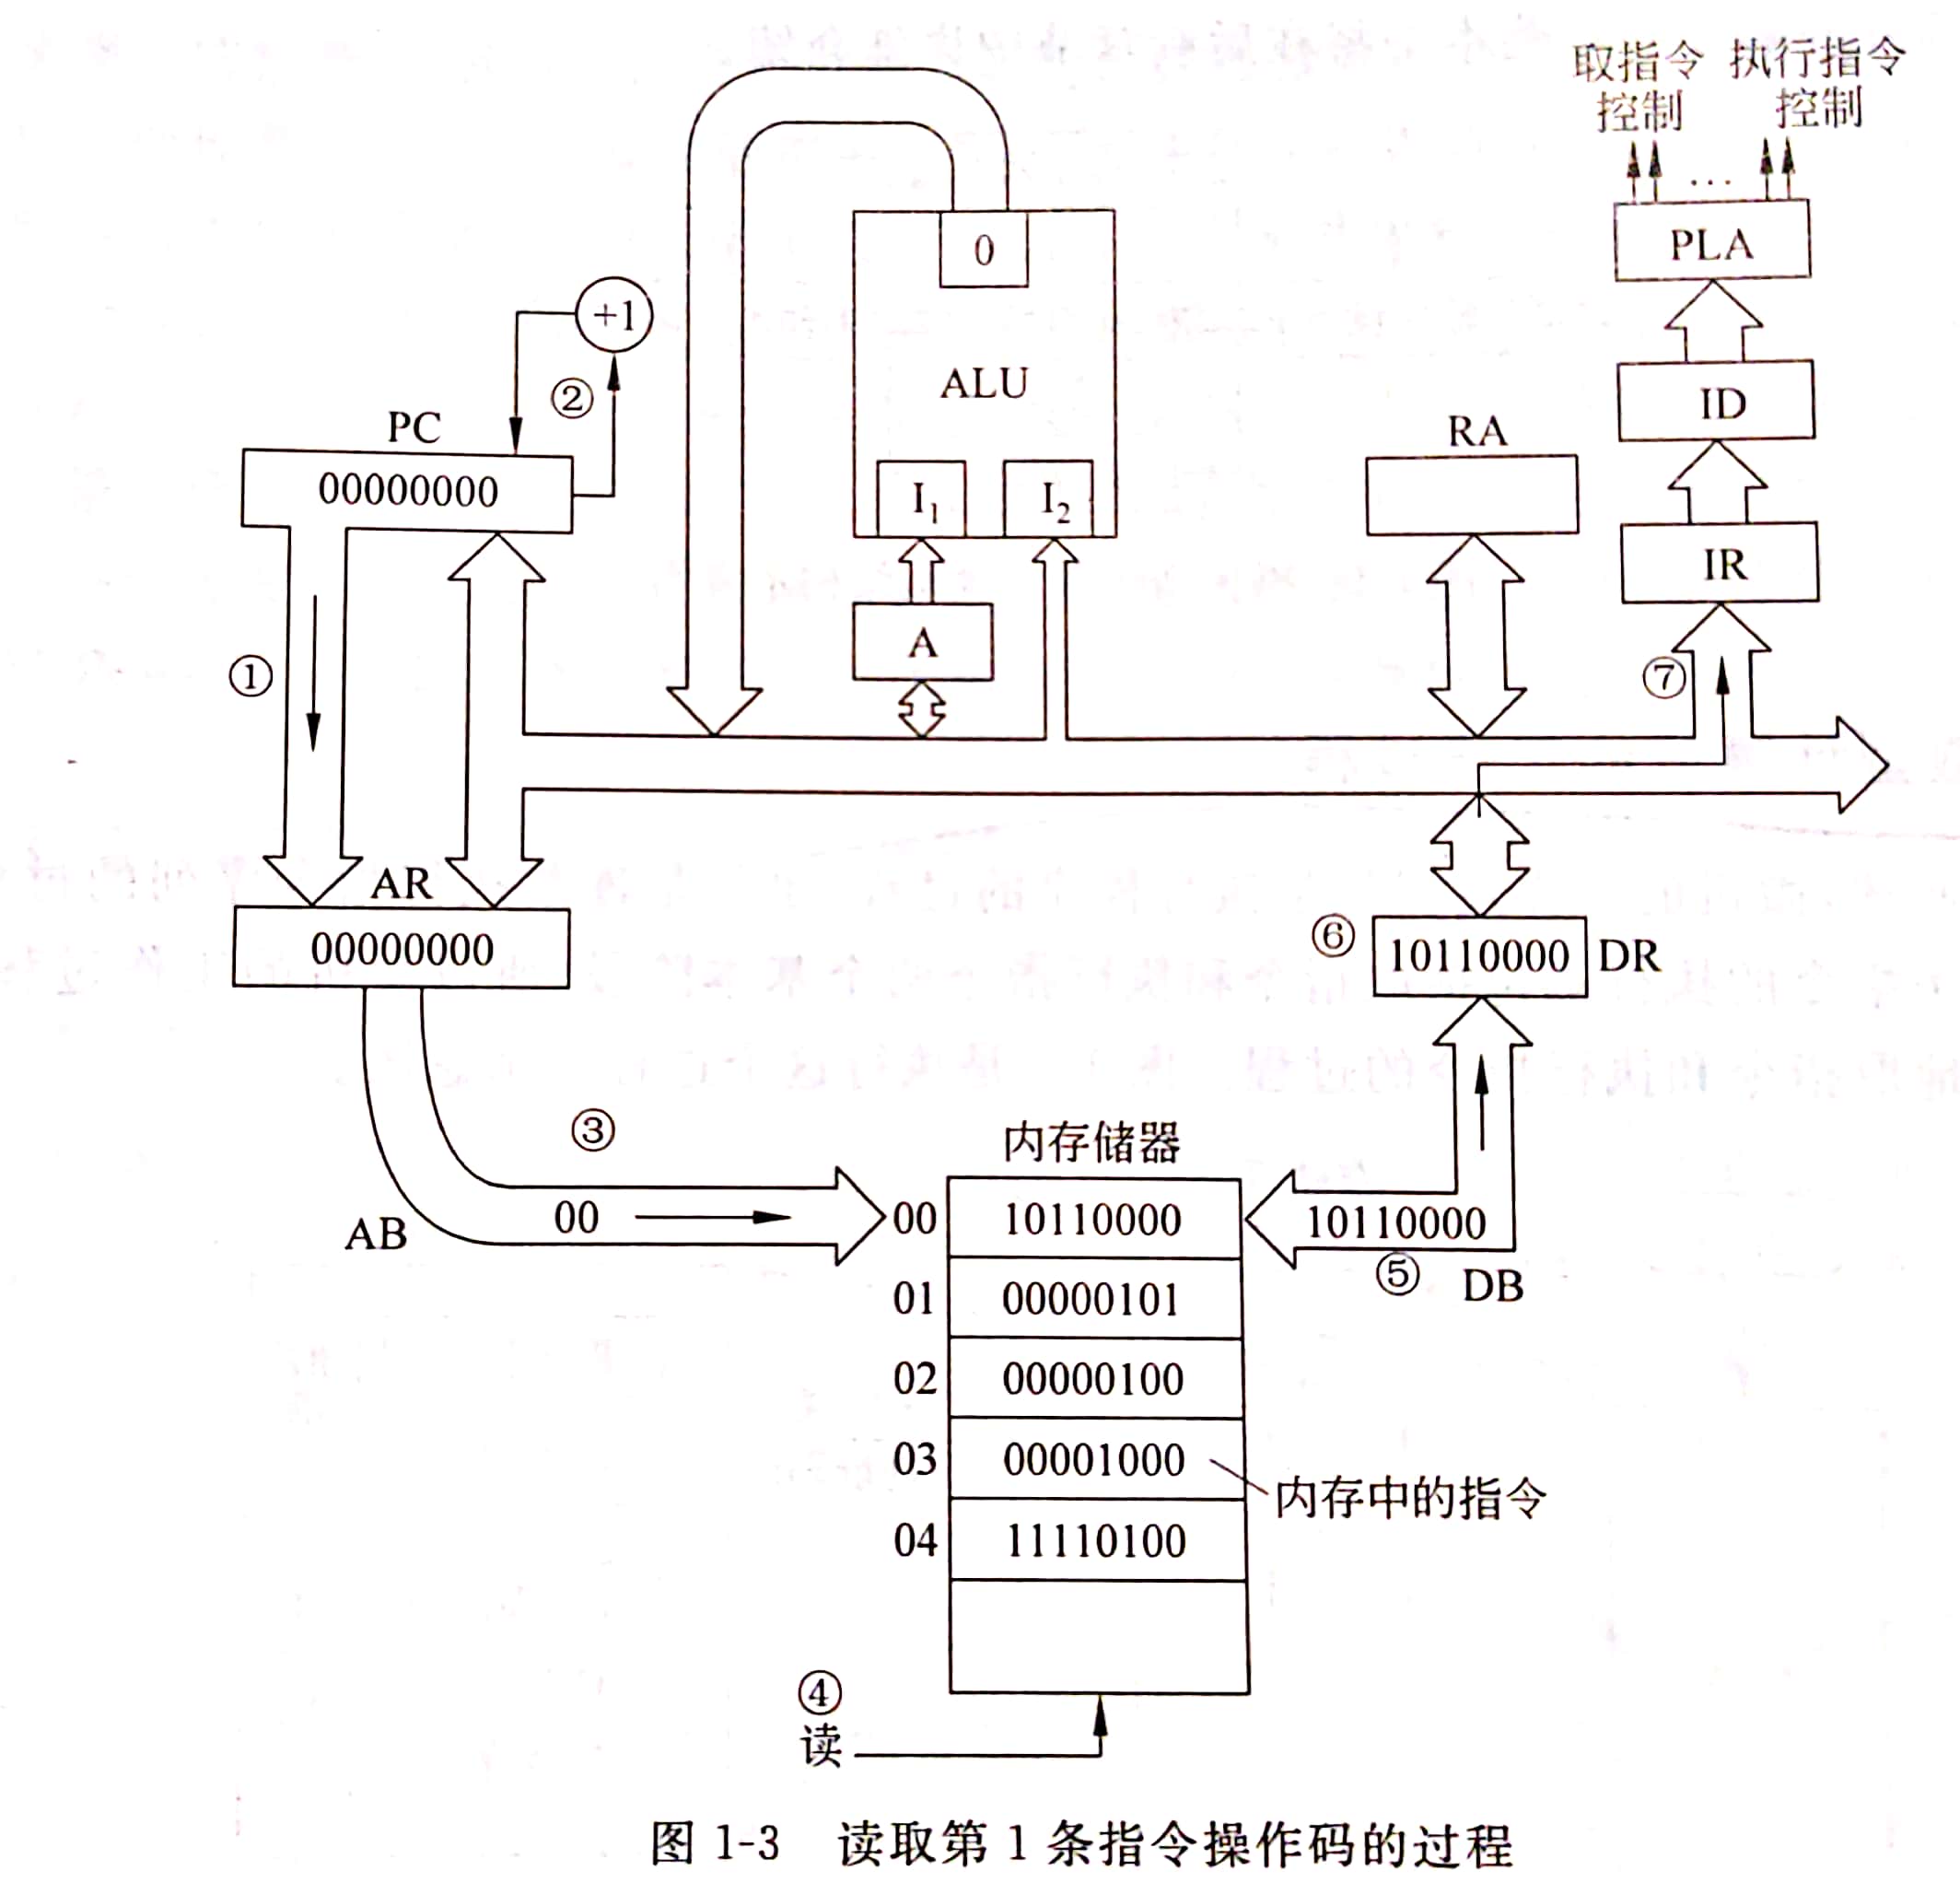 取指令 执行指令
控制 控制
...
PLA
0
+1
ALU
②
ID
PC
RA
00000000
I₁ I₂
IR
A
①
⑦
AR
00000000
⑥ 10110000 DR
③
内存储器
AB 00 00 10110000 10110000
⑤ DB
01 00000101
02 00000100
03 00001000
内存中的指令
04 11110100
④
读
图 1-3 读取第 1 条指令操作码的过程